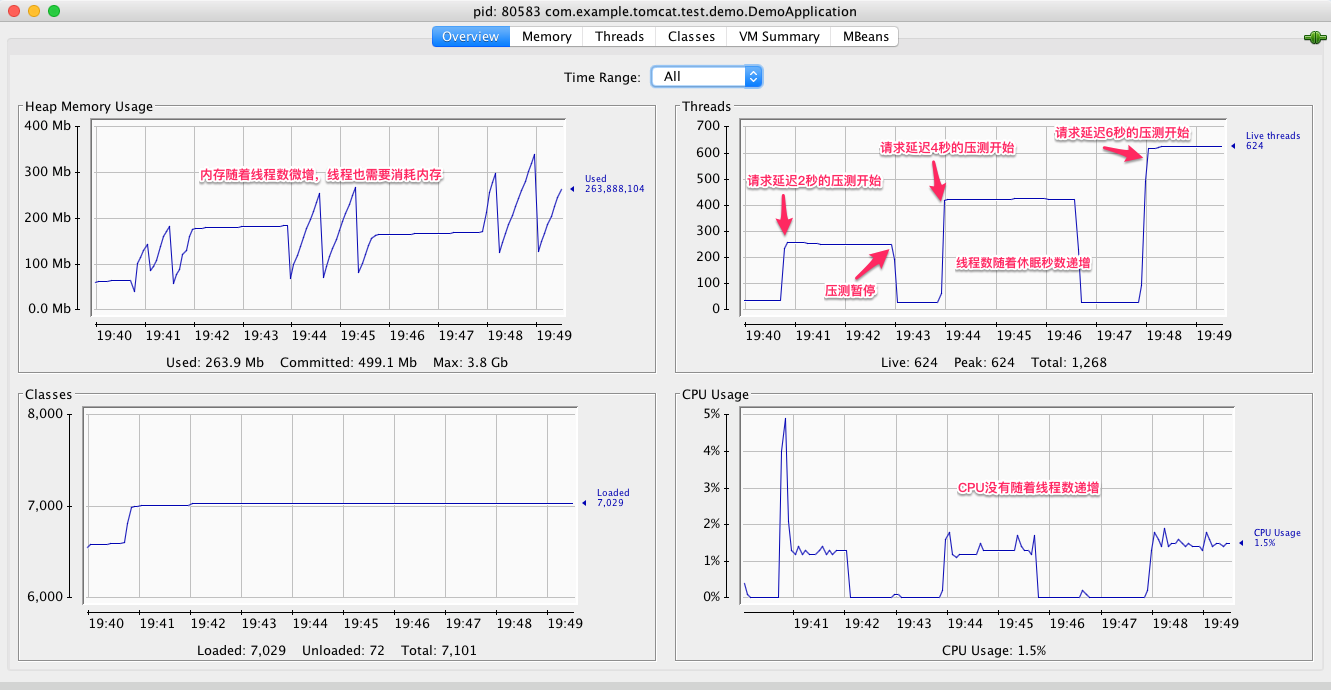 pid: 80583 com.example.tomcat.test.demo.DemoApplication
Overview Memory Threads Classes VM Summary MBeans
Time Range: All
Heap Memory Usage
400 Mb
300 Mb
200 Mb
100 Mb
0.0 Mb
内存随着线程数微增，线程也需要消耗内存
Used
263,888,104
19:40 19:41 19:42 19:43 19:44 19:45 19:46 19:47 19:48 19:49
Used: 263.9 Mb Committed: 499.1 Mb Max: 3.8 Gb
Threads
700
600
500
400
300
200
100
0
请求延迟2秒的压测开始
请求延迟4秒的压测开始
请求延迟6秒的压测开始
压测暂停
线程数随着休眠秒数递增
Live threads
624
19:40 19:41 19:42 19:43 19:44 19:45 19:46 19:47 19:48 19:49
Live: 624 Peak: 624 Total: 1,268
Classes
8,000
7,000
6,000
Loaded
7,029
19:40 19:41 19:42 19:43 19:44 19:45 19:46 19:47 19:48 19:49
Loaded: 7,029 Unloaded: 72 Total: 7,101
CPU Usage
5%
4%
3%
2%
1%
0%
CPU没有随着线程数递增
CPU Usage
1.5%
19:41 19:42 19:43 19:44 19:45 19:46 19:47 19:48 19:49
CPU Usage: 1.5%